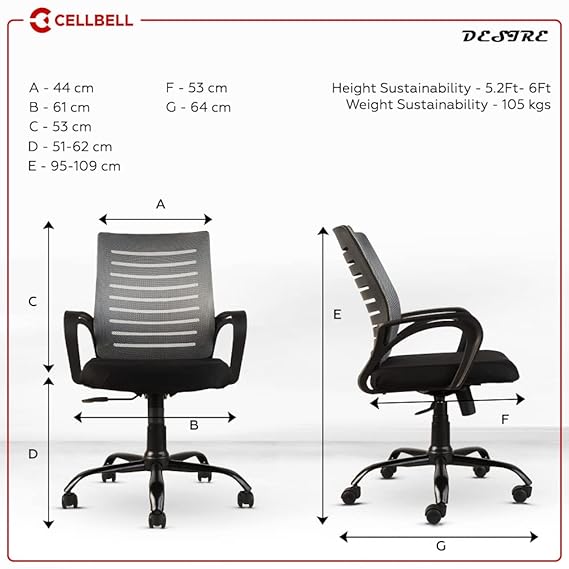 CELLBELL
DESIRE
A - 44 cm
B - 61 cm
C - 53 cm
D - 51-62 cm
E - 95-109 cm
F - 53 cm
G - 64 cm
Height Sustainability - 5.2Ft- 6Ft
Weight Sustainability - 105 kgs
A
C
D
B
E
F
G